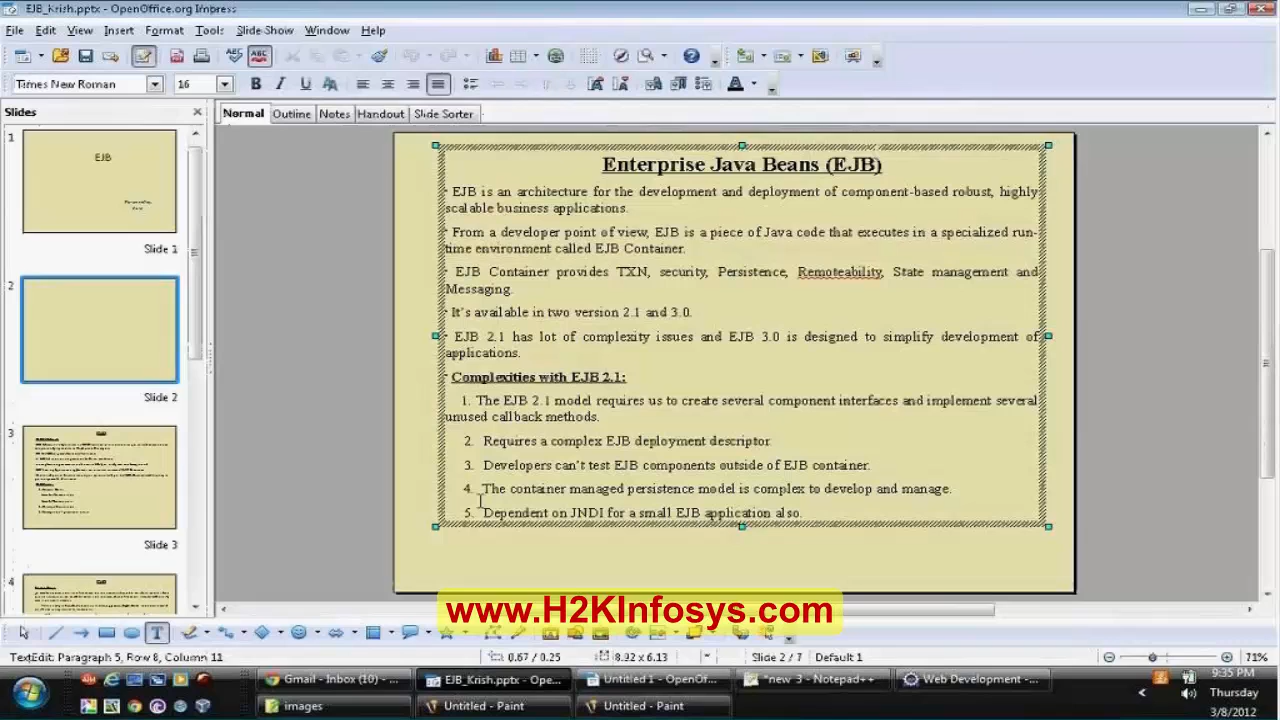 EJB_Krish.pptx - OpenOffice.org Impress
File Edit View Insert Format Tools Slide Show Window Help
Times New Roman 16
Slides
Normal Outline Notes Handout Slide Sorter
1
EJB
Slide 1
2
Slide 2
3
Slide 3
4
Enterprise Java Beans (EJB)
EJB is an architecture for the development and deployment of component-based robust, highly
scalable business applications.
From a developer point of view, EJB is a piece of Java code that executes in a specialized run-
time environment called EJB Container.
EJB Container provides TXN, security, Persistence, Remoteability, State management and
Messaging.
It's available in two version 2.1 and 3.0.
EJB 2.1 has lot of complexity issues and EJB 3.0 is designed to simplify development of
applications.
Complexities with EJB 2.1:
1. The EJB 2.1 model requires us to create several component interfaces and implement several
unused callback methods.
2. Requires a complex EJB deployment descriptor
3. Developers can't test EJB components outside of EJB container.
4. The container managed persistence model is complex to develop and manage.
5. Dependent on JNDI for a small EJB application also.
www.H2KInfosys.com
TextEdit: Paragraph 5, Row 8, Column 11 0.67 / 0.25 8.92 x 6.13 Slide 2 / 7 Default 1 71%
Gmail - Inbox (10) - ... EJB_Krish.pptx - Ope... Untitled 1 - OpenOf... *new 3 - Notepad++ Web Development - ...
images Untitled - Paint Untitled - Paint
9:35 PM
Thursday
3/8/2012